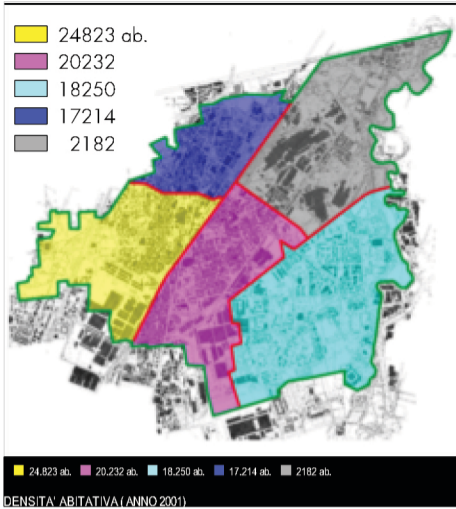 24823 ab.
20232
18250
17214
2182
24.823 ab. 20.232 ab. 18.250 ab. 17.214 ab. 2182 ab.
DENSITA' ABITATIVA ( ANNO 2001)